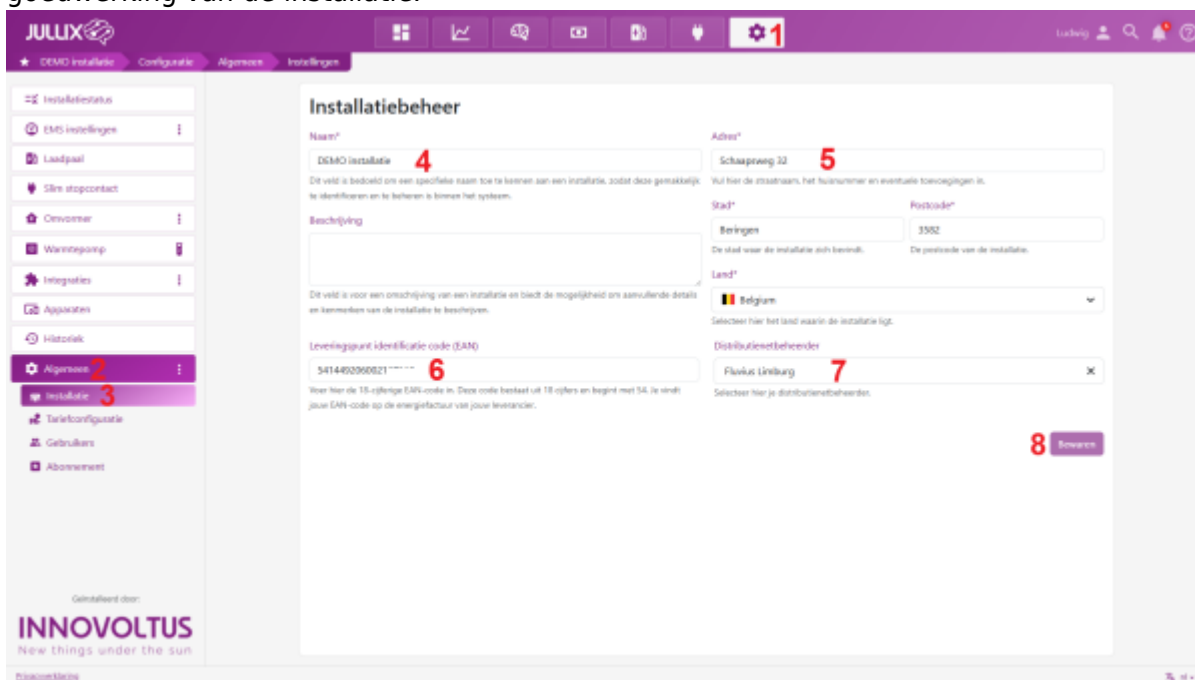 goedwerking van de installatie.
JULLUX
1
Ludwig
DEMO installatie
Configuratie
Algemeen
Instellingen
Installatiestatus
EMS instellingen
Laadpaal
Slim stopcontact
Omvormer
Warmtepomp
Integraties
Apparaten
Historiek
Algemeen 2
Installatie 3
Tariefconfiguratie
Gebruikers
Abonnement
Geïnstalleerd door:
INNOVOLTUS
New things under the sun
Privacyverklaring
Installatiebeheer
Naam*
DEMO installatie 4
Dit veld is bedoeld om een specifieke naam toe te kennen aan een installatie, zodat deze gemakkelijk
te identificeren en te beheren is binnen het systeem.
Beschrijving
Dit veld is voor een omschrijving van een installatie en biedt de mogelijkheid om aanvullende details
en kenmerken van de installatie te beschrijven.
Leveringspunt identificatie code (EAN)
5414492060021 6
Voer hier de 18-cijferige EAN-code in. Deze code bestaat uit 18 cijfers en begint met 54. Je vindt
jouw EAN-code op de energiefactuur van jouw leverancier.
Adres*
Schaapsweg 32 5
Vul hier de straatnaam, het huisnummer en eventuele toevoegingen in.
Stad*
Beringen
De stad waar de installatie zich bevindt.
Postcode*
3582
De postcode van de installatie.
Land*
Belgium
Selecteer hier het land waarin de installatie ligt.
Distributienetbeheerder
Fluvius Limburg 7
Selecteer hier je distributienetbeheerder.
8 Bewaren
nl